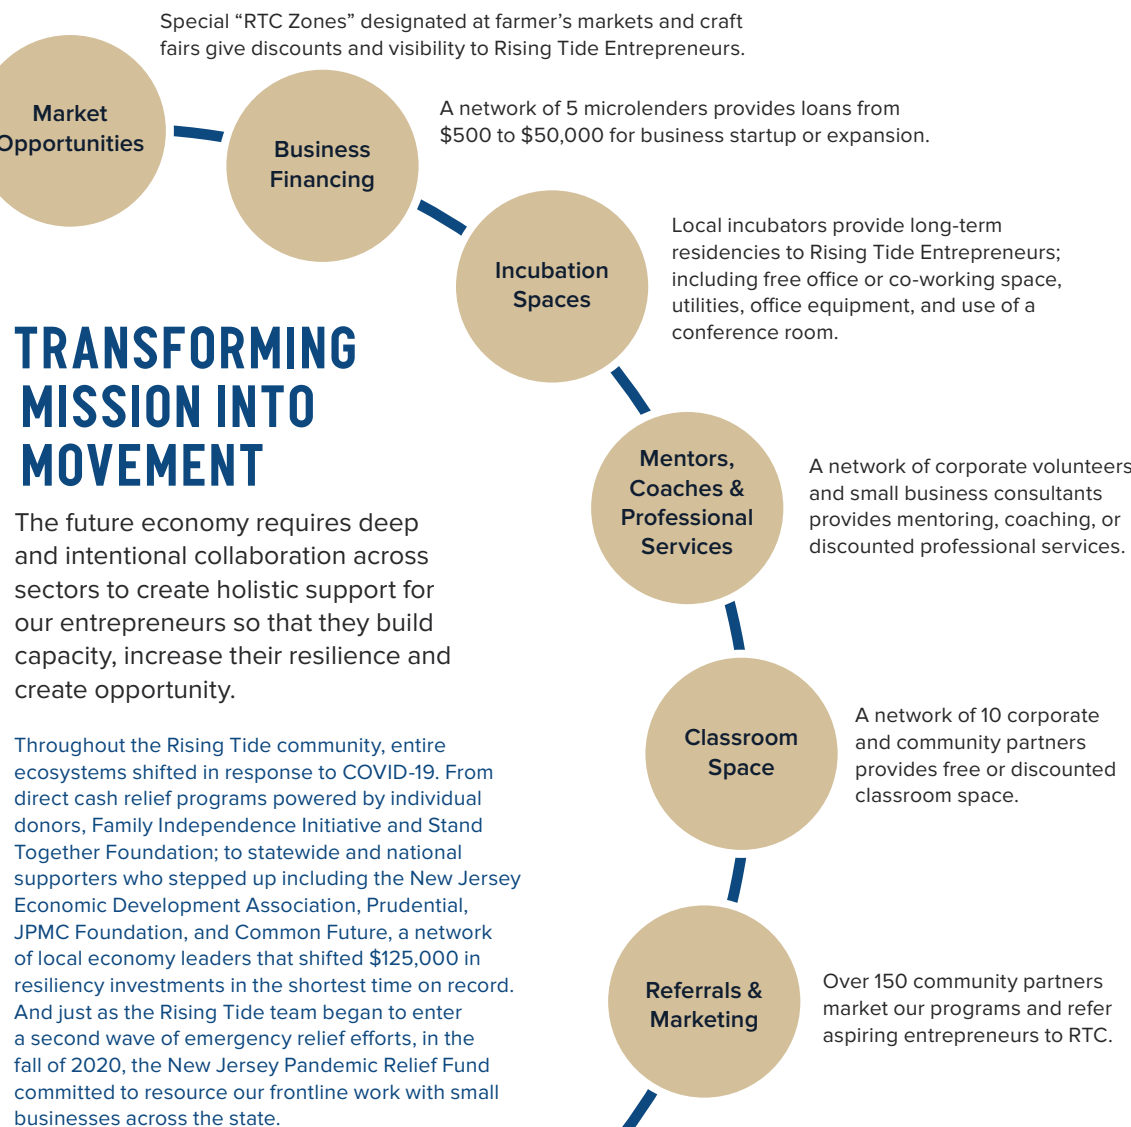 Special “RTC Zones” designated at farmer’s markets and craft
fairs give discounts and visibility to Rising Tide Entrepreneurs.
Market
Opportunities
A network of 5 microlenders provides loans from
$500 to $50,000 for business startup or expansion.
Business
Financing
Local incubators provide long-term
residencies to Rising Tide Entrepreneurs;
including free office or co-working space,
utilities, office equipment, and use of a
conference room.
Incubation
Spaces
TRANSFORMING
MISSION INTO
MOVEMENT
The future economy requires deep
and intentional collaboration across
sectors to create holistic support for
our entrepreneurs so that they build
capacity, increase their resilience and
create opportunity.
Throughout the Rising Tide community, entire
ecosystems shifted in response to COVID-19. From
direct cash relief programs powered by individual
donors, Family Independence Initiative and Stand
Together Foundation; to statewide and national
supporters who stepped up including the New Jersey
Economic Development Association, Prudential,
JPMC Foundation, and Common Future, a network
of local economy leaders that shifted $125,000 in
resiliency investments in the shortest time on record.
And just as the Rising Tide team began to enter
a second wave of emergency relief efforts, in the
fall of 2020, the New Jersey Pandemic Relief Fund
committed to resource our frontline work with small
businesses across the state.
Mentors,
Coaches &
Professional
Services
A network of corporate volunteers
and small business consultants
provides mentoring, coaching, or
discounted professional services.
Classroom
Space
A network of 10 corporate
and community partners
provides free or discounted
classroom space.
Referrals &
Marketing
Over 150 community partners
market our programs and refer
aspiring entrepreneurs to RTC.